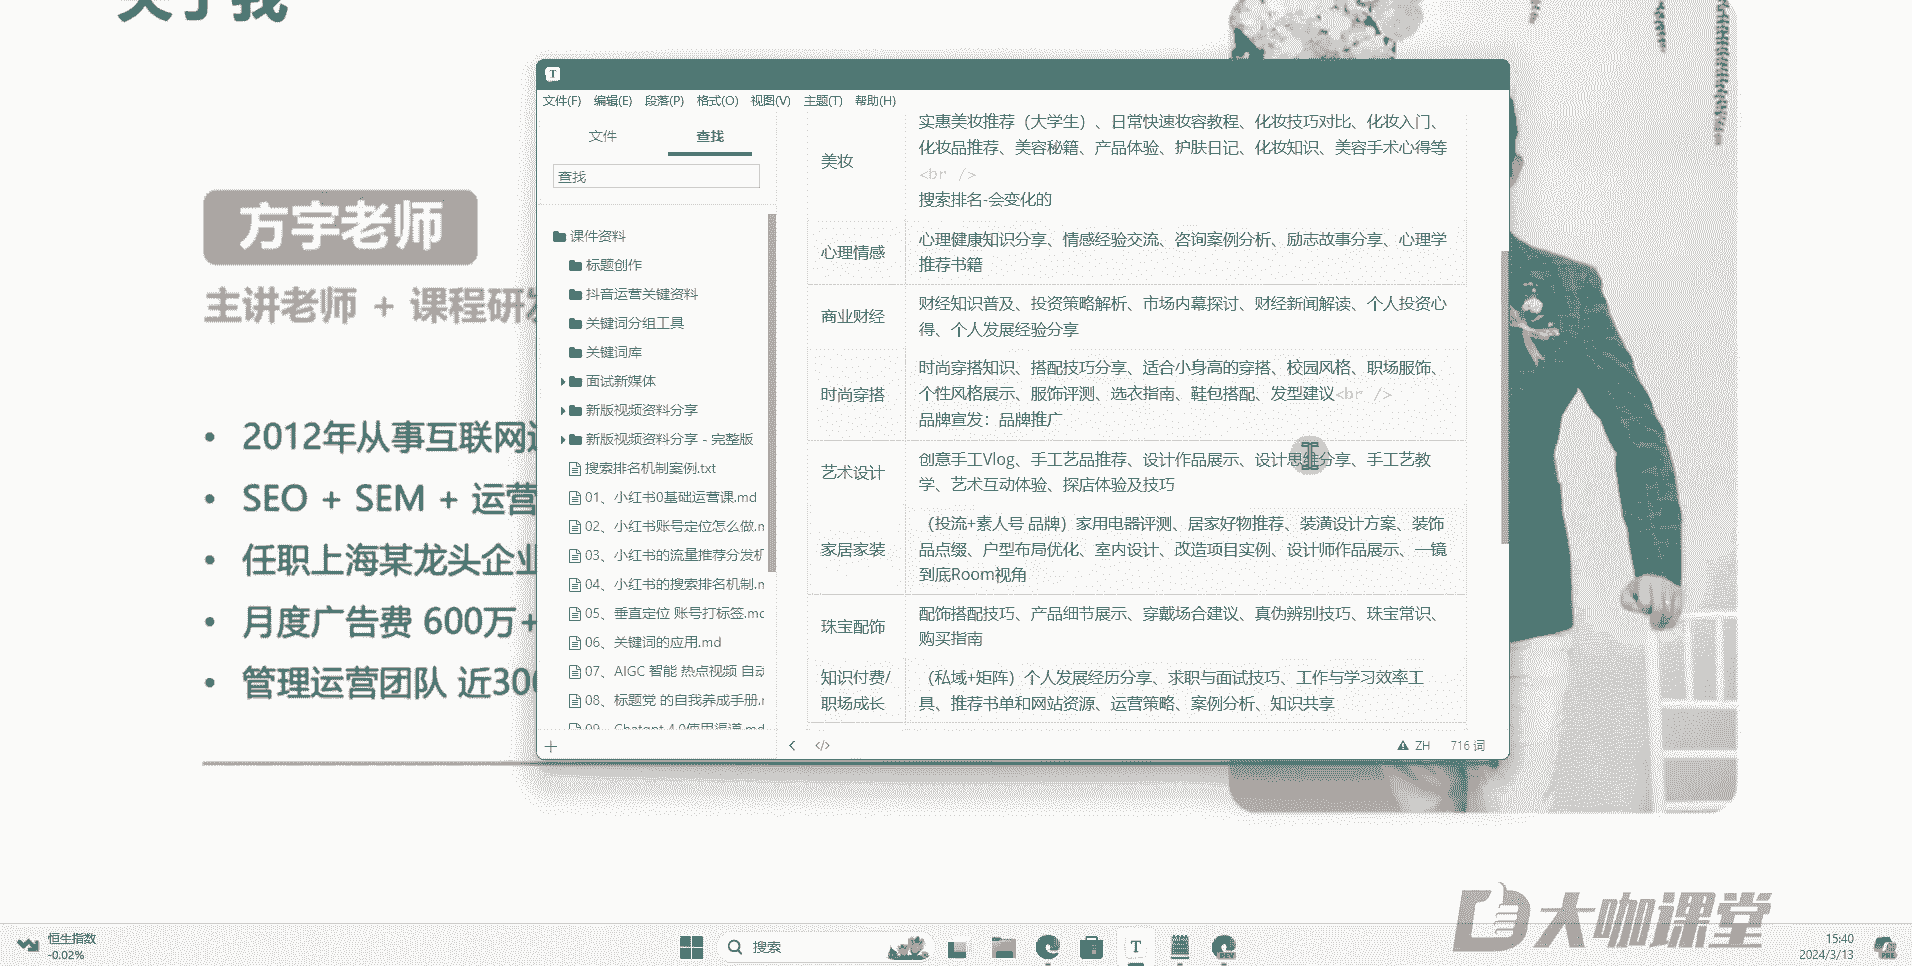 关于我
方宇老师
主讲老师 + 课程研发
2012年从事互联网
SEO + SEM + 运营
任职上海某龙头企业
月度广告费 600万+
管理运营团队 近30
文件(F) 编辑(E) 段落(P) 格式(O) 视图(V) 主题(T) 帮助(H)
文件 查找
查找
课件资料
标题创作
抖音运营关键资料
关键词分组工具
关键词库
面试新媒体
新版视频资料分享
新版视频资料分享 - 完整版
搜索排名机制案例.txt
01、小红书0基础运营课.md
02、小红书账号定位怎么做.m
03、小红书的流量推荐分发机
04、小红书的搜索排名机制.m
05、垂直定位 账号打标签.mc
06、关键词的应用.md
07、AIGC 智能 热点视频 自动
08、标题党 的自我养成手册.r
09、Chatgpt 4.0使用渠道.md
美妆
实惠美妆推荐（大学生）、日常快速妆容教程、化妆技巧对比、化妆入门、
化妆品推荐、美容秘籍、产品体验、护肤日记、化妆知识、美容手术心得等
<br />
搜索排名-会变化的
心理情感
心理健康知识分享、情感经验交流、咨询案例分析、励志故事分享、心理学
推荐书籍
商业财经
财经知识普及、投资策略解析、市场内幕探讨、财经新闻解读、个人投资心
得、个人发展经验分享
时尚穿搭
时尚穿搭知识、搭配技巧分享、适合小身高的穿搭、校园风格、职场服饰、
个性风格展示、服饰评测、选衣指南、鞋包搭配、发型建议<br />
品牌宣发：品牌推广
艺术设计
创意手工Vlog、手工艺品推荐、设计作品展示、设计思维分享、手工艺教
学、艺术互动体验、探店体验及技巧
家居家装
（投流+素人号 品牌）家用电器评测、居家好物推荐、装潢设计方案、装饰
品点缀、户型布局优化、室内设计、改造项目实例、设计师作品展示、一镜
到底Room视角
珠宝配饰
配饰搭配技巧、产品细节展示、穿戴场合建议、真伪辨别技巧、珠宝常识、
购买指南
知识付费/
职场成长
（私域+矩阵）个人发展经历分享、求职与面试技巧、工作与学习效率工
具、推荐书单和网站资源、运营策略、案例分析、知识共享
ZH 716 词
大咖课堂
恒生指数
-0.02%
搜索
15:40
2024/3/13